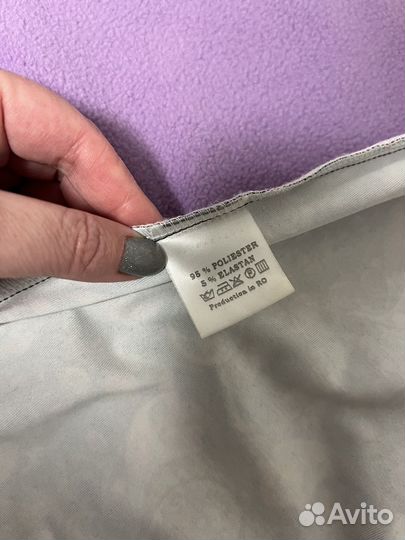 95 % POLIESTER
5 % ELASTAN
Production in RO
Avito